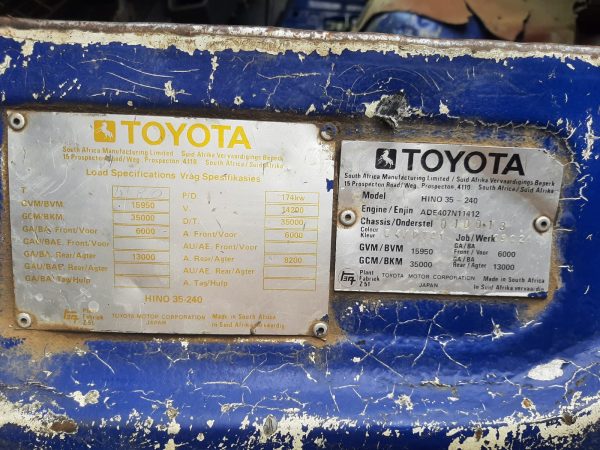 TOYOTA
South Africa Manufacturing Limited / Suid Afrika Vervaardigings Beperk
15 Prospecton Road/Weg. Prospecton 4110 South Africa/Suid Afrika
Load Specifications Vrag Spesifikasies
T P/D 174kw
GVM/BVM. 15950 V 14200
GCM/BKM. 35000 D/T. 35000
GA/BA. Front/Voor 6600 A. Front/Voor 6000
GAU/BAE. Front/Voor AU/AE. Front/Voor
GA/BA. Rear/Agter 13000 A. Rear/Agter 8200
GAU/BAE. Rear/Agter AU/AE. Rear/Agter
GA/BA. Tag/Hulp A. Tag/Hulp
HINO 35-240
Fabriek
Z.51
TOYOTA MOTOR CORPORATION
JAPAN
Made in South Africa
in Suid Afrika vervaardig
TOYOTA
South Africa Manufacturing Limited / Suid Afrika Vervaardigings Beperk
15 Prospecton Road/Weg, Prospecton, 4110 South Africa/Suid Afrika
Model HINO 35 - 240
Engine/Enjin ADE407N11412
Chassis/Onderstel
Colour
Kleur
Job/Werk
GVM/BVM 15950 GA/BA Front / Voor 6000
GCM/BKM 35000 GA/BA Rear / Agter 13000
Plant
Fabriek
Z51
TOYOTA MOTOR CORPORATION
JAPAN
Made in South Africa
in Suid Afrika vervaardig